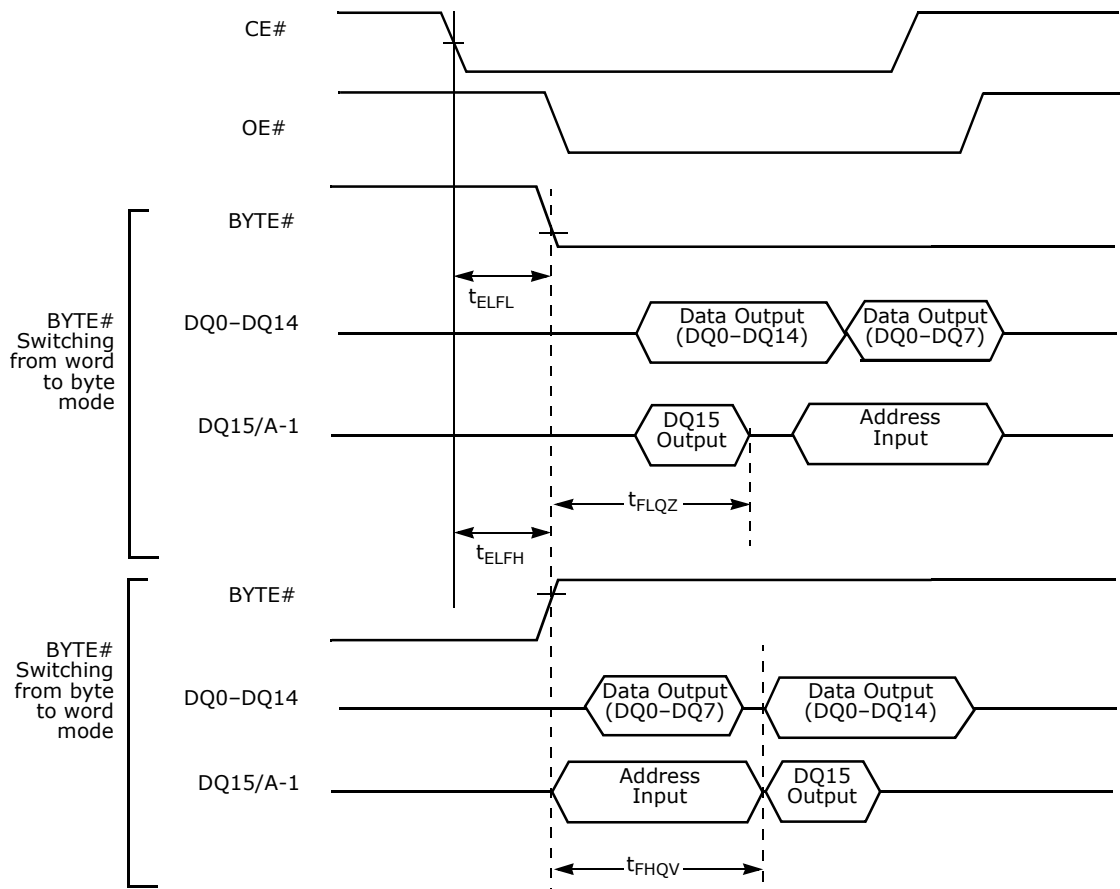 CE#
OE#
BYTE#
Switching
from word
to byte
mode
BYTE#
tELFL
DQ0–DQ14
Data Output
(DQ0–DQ14)
Data Output
(DQ0–DQ7)
DQ15/A-1
DQ15
Output
Address
Input
tFLQZ
tELFH
BYTE#
Switching
from byte
to word
mode
BYTE#
DQ0–DQ14
Data Output
(DQ0–DQ7)
Data Output
(DQ0–DQ14)
DQ15/A-1
Address
Input
DQ15
Output
tFHQV